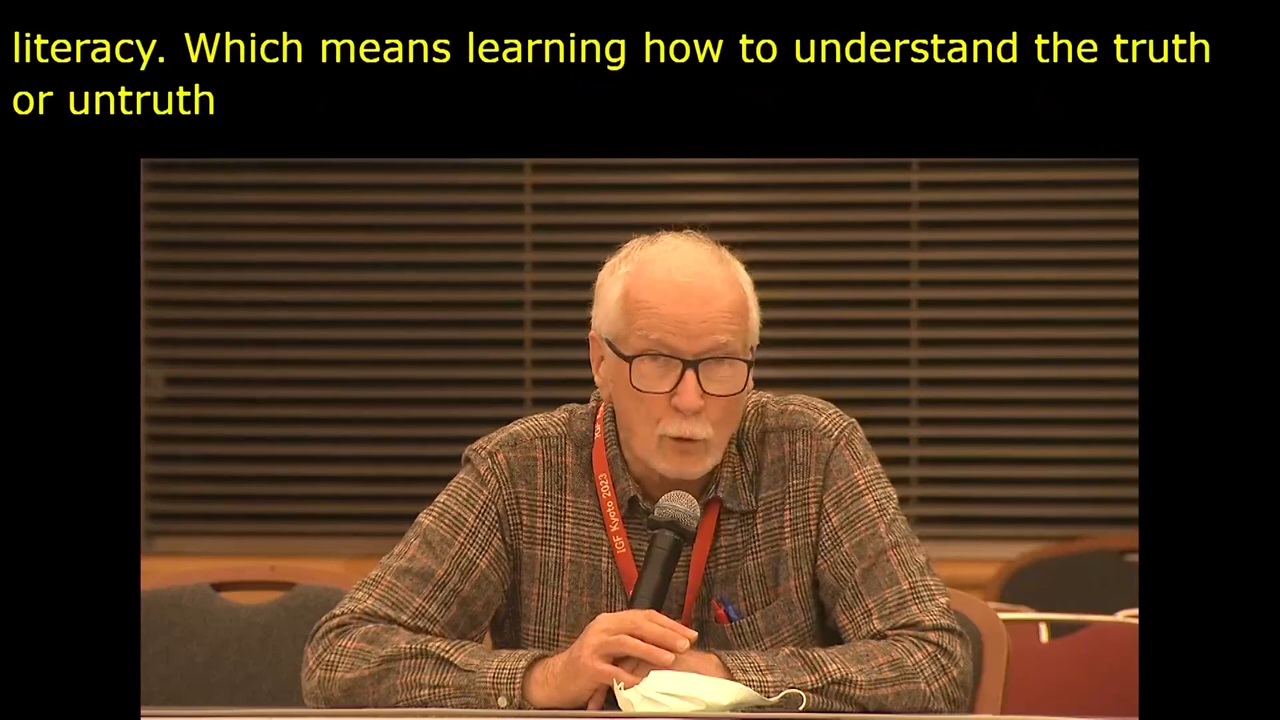 literacy. Which means learning how to understand the truth
or untruth
IGF Kyoto 2023